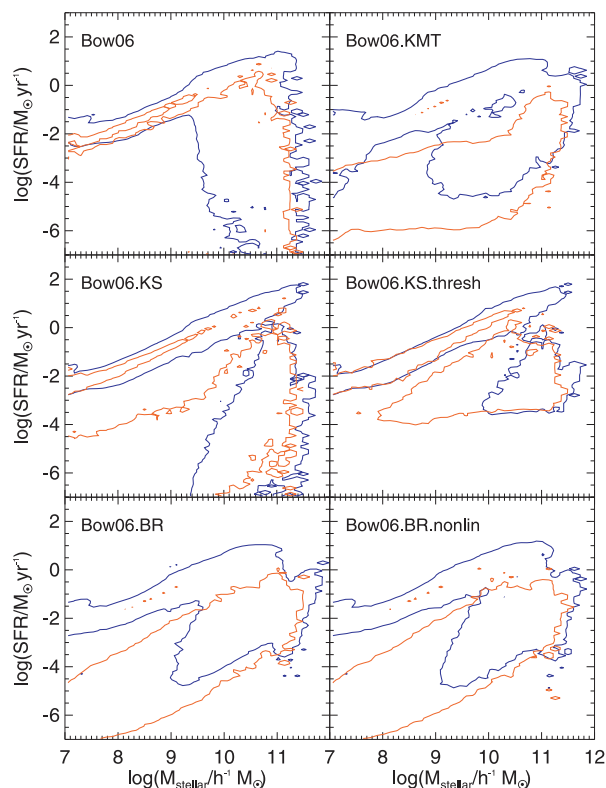 Bow06
Bow06.KMT
2
0
-2
-4
-6
log(SFR/M☉ yr⁻¹)
Bow06.KS
Bow06.KS.thresh
2
0
-2
-4
-6
log(SFR/M☉ yr⁻¹)
Bow06.BR
Bow06.BR.nonlin
2
0
-2
-4
-6
log(SFR/M☉ yr⁻¹)
7 8 9 10 11 7 8 9 10 11 12
log(Mstellar/h⁻¹ M☉) log(Mstellar/h⁻¹ M☉)